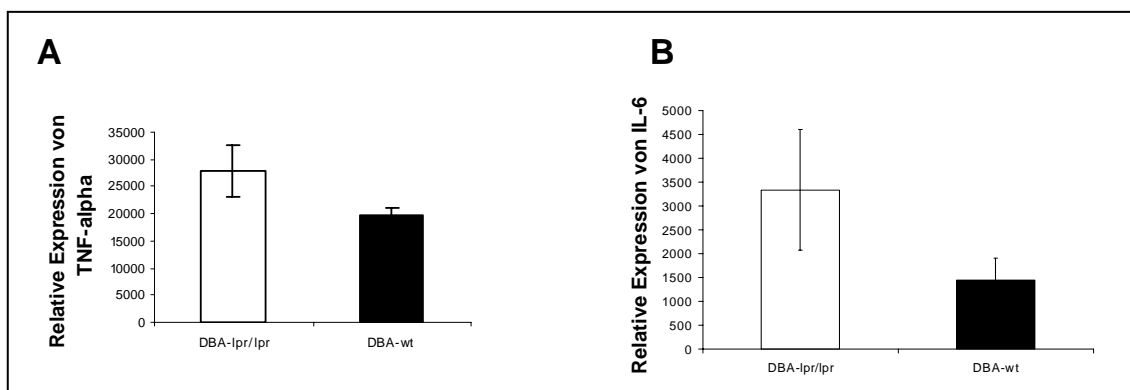 A
Relative Expression von
TNF-alpha
35000
30000
25000
20000
15000
10000
5000
0
DBA-lpr/lpr
DBA-wt
B
Relative Expression von IL-6
5000
4500
4000
3500
3000
2500
2000
1500
1000
500
0
DBA-lpr/lpr
DBA-wt